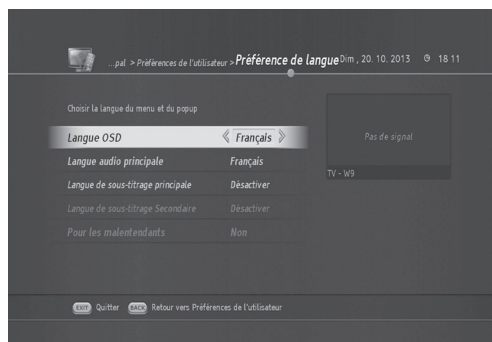 ...pal > Préférences de l'utilisateur > Préférence de langue Dim , 20. 10. 2013 18 11
Choisir la langue du menu et du popup
Langue OSD Français
Langue audio principale Français
Langue de sous-titrage principale Désactiver
Langue de sous-titrage Secondaire Désactiver
Pour les malentendants Non
Pas de signal
TV - W9
EXIT Quitter BACK Retour vers Préférences de l'utilisateur